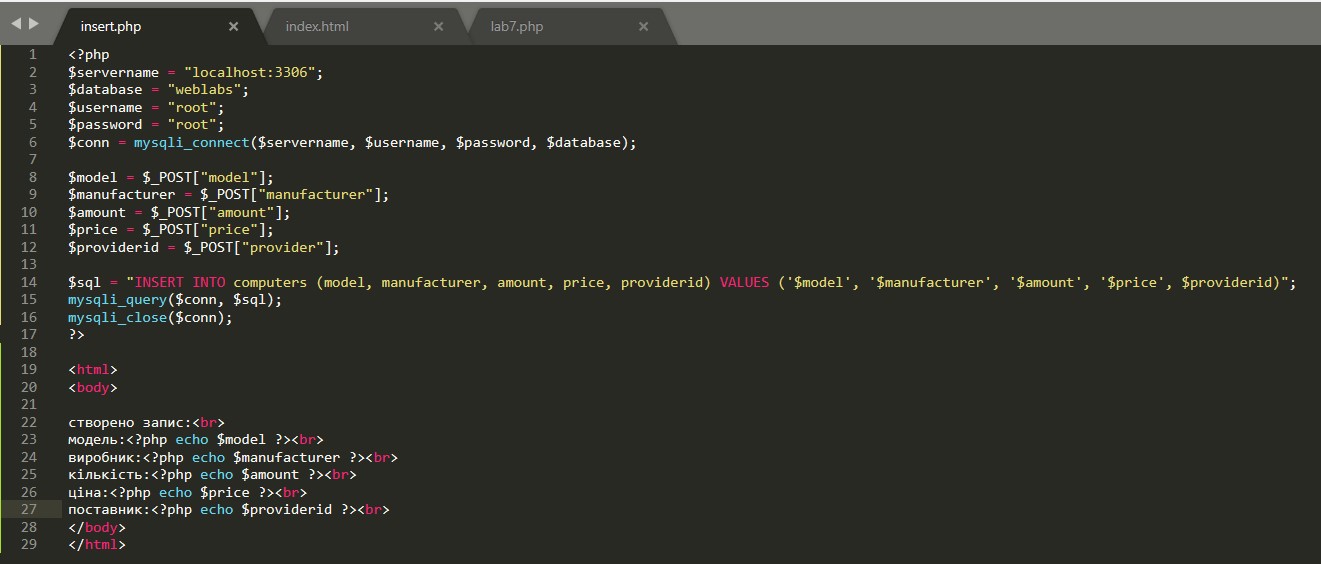 insert.php × index.html × lab7.php ×
1 <?php
2 $servername = "localhost:3306";
3 $database = "weblabs";
4 $username = "root";
5 $password = "root";
6 $conn = mysqli_connect($servername, $username, $password, $database);
7
8 $model = $_POST["model"];
9 $manufacturer = $_POST["manufacturer"];
10 $amount = $_POST["amount"];
11 $price = $_POST["price"];
12 $providerid = $_POST["provider"];
13
14 $sql = "INSERT INTO computers (model, manufacturer, amount, price, providerid) VALUES ('$model', '$manufacturer', '$amount', '$price', $providerid)";
15 mysqli_query($conn, $sql);
16 mysqli_close($conn);
17 ?>
18
19 <html>
20 <body>
21
22 створено запис:<br>
23 модель:<?php echo $model ?><br>
24 виробник:<?php echo $manufacturer ?><br>
25 кількість:<?php echo $amount ?><br>
26 ціна:<?php echo $price ?><br>
27 поставник:<?php echo $providerid ?><br>
28 </body>
29 </html>